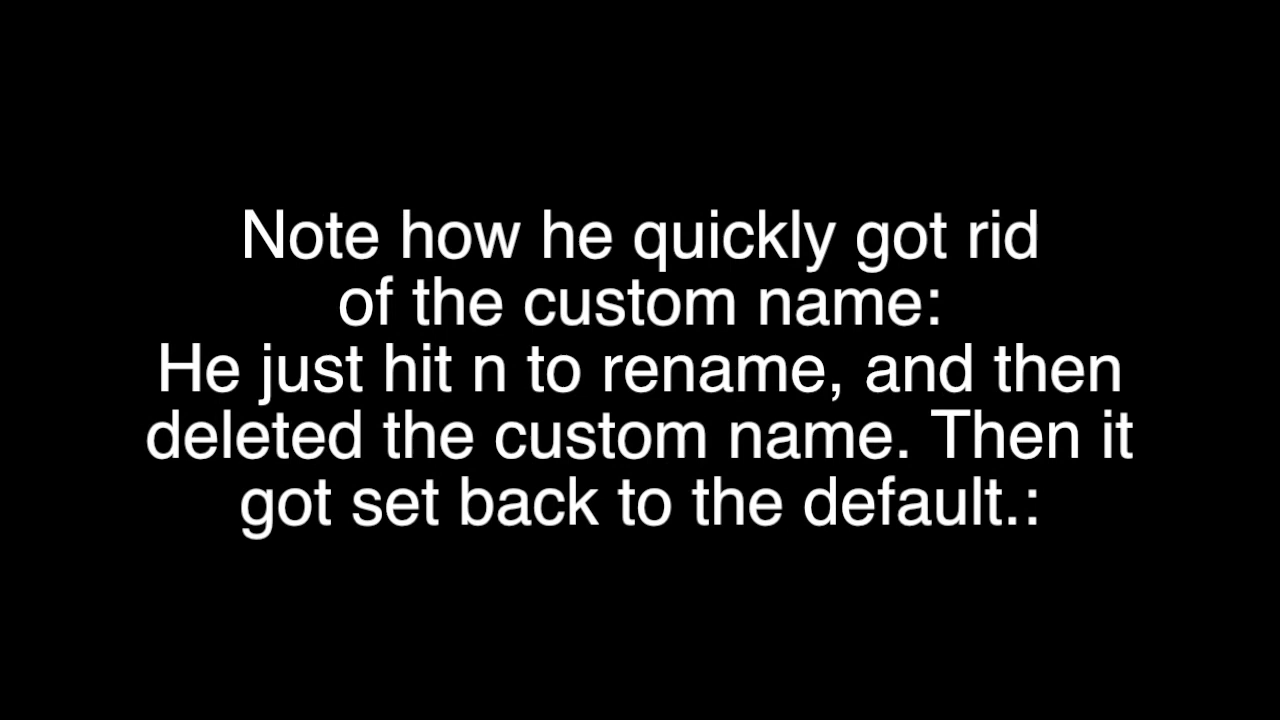 Note how he quickly got rid
of the custom name:
He just hit n to rename, and then
deleted the custom name. Then it
got set back to the default.: